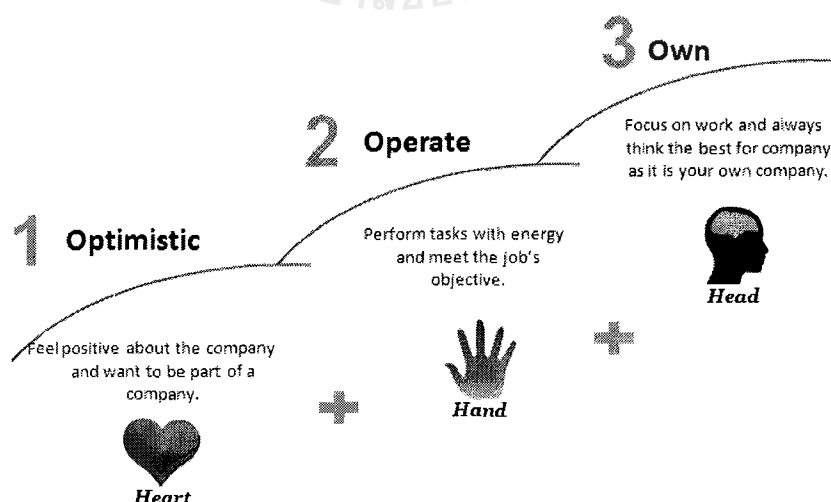 1 Optimistic
Feel positive about the company
and want to be part of a
company.
Heart
2 Operate
Perform tasks with energy
and meet the job's
objective.
Hand
3 Own
Focus on work and always
think the best for company
as it is your own company.
Head